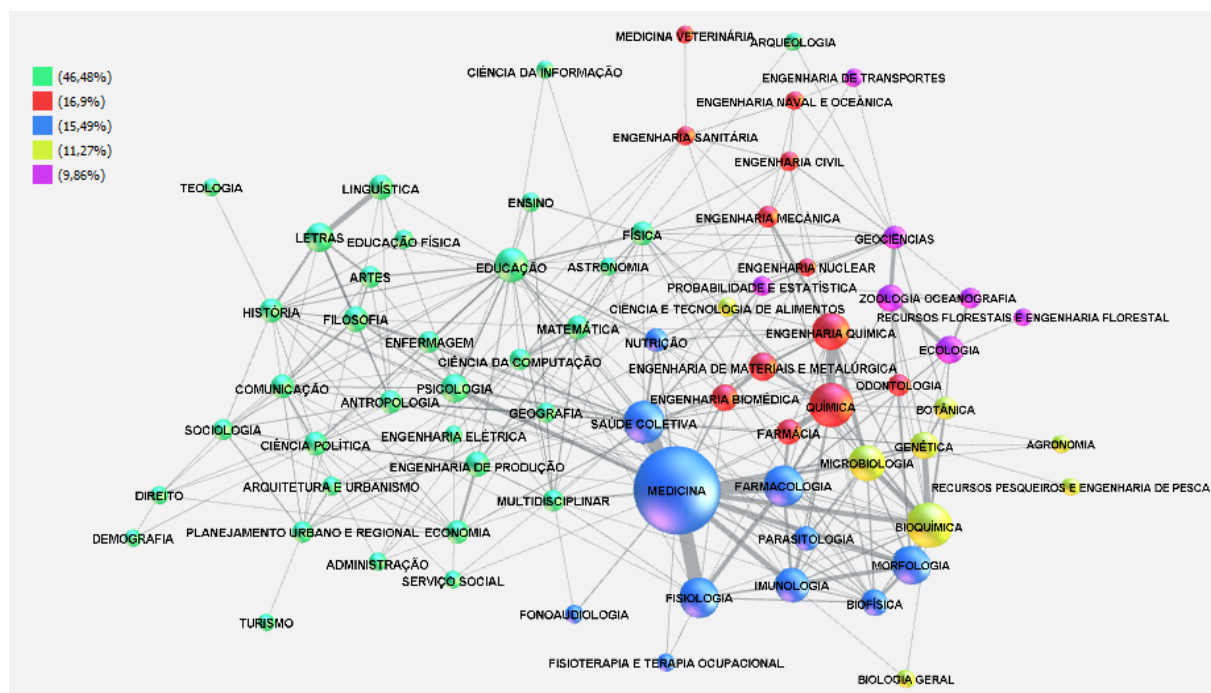 MEDICINA VETERINÁRIA
ARQUEOLOGIA
CIÊNCIA DA INFORMAÇÃO
ENGENHARIA DE TRANSPORTES
(46,48%)
(16,9%)
(15,49%)
(11,27%)
(9,86%)
ENGENHARIA NAVAL E OCEÂNICA
ENGENHARIA SANITÁRIA
ENGENHARIA CIVIL
TEOLOGIA
LINGUÍSTICA
ENSINO
ENGENHARIA MECÂNICA
LETRAS
EDUCAÇÃO FÍSICA
FÍSICA
GEOCIÊNCIAS
EDUCAÇÃO
ASTRONOMIA
ENGENHARIA NUCLEAR
ARTES
PROBABILIDADE E ESTATÍSTICA
ZOOLOGIA
OCEANOGRAFIA
HISTÓRIA
FILOSOFIA
CIÊNCIA E TECNOLOGIA DE ALIMENTOS
RECURSOS FLORESTAIS E ENGENHARIA FLORESTAL
MATEMÁTICA
ENGENHARIA QUÍMICA
ENFERMAGEM
NUTRIÇÃO
ECOLOGIA
CIÊNCIA DA COMPUTAÇÃO
ENGENHARIA DE MATERIAIS E METALÚRGICA
COMUNICAÇÃO
PSICOLOGIA
ODONTOLOGIA
ANTROPOLOGIA
ENGENHARIA BIOMÉDICA
QUÍMICA
BOTÂNICA
GEOGRAFIA
SAÚDE COLETIVA
SOCIOLOGIA
ENGENHARIA ELÉTRICA
FARMÁCIA
CIÊNCIA POLÍTICA
GENÉTICA
AGRONOMIA
ENGENHARIA DE PRODUÇÃO
MICROBIOLOGIA
ARQUITETURA E URBANISMO
MEDICINA
FARMACOLOGIA
RECURSOS PESQUEIROS E ENGENHARIA DE PESCA
DIREITO
MULTIDISCIPLINAR
BIOQUÍMICA
PLANEJAMENTO URBANO E REGIONAL
ECONOMIA
DEMOGRAFIA
PARASITOLOGIA
ADMINISTRAÇÃO
MORFOLOGIA
SERVIÇO SOCIAL
IMUNOLOGIA
FISIOLOGIA
BIOFÍSICA
FONOAUDIOLOGIA
TURISMO
FISIOTERAPIA E TERAPIA OCUPACIONAL
BIOLOGIA GERAL